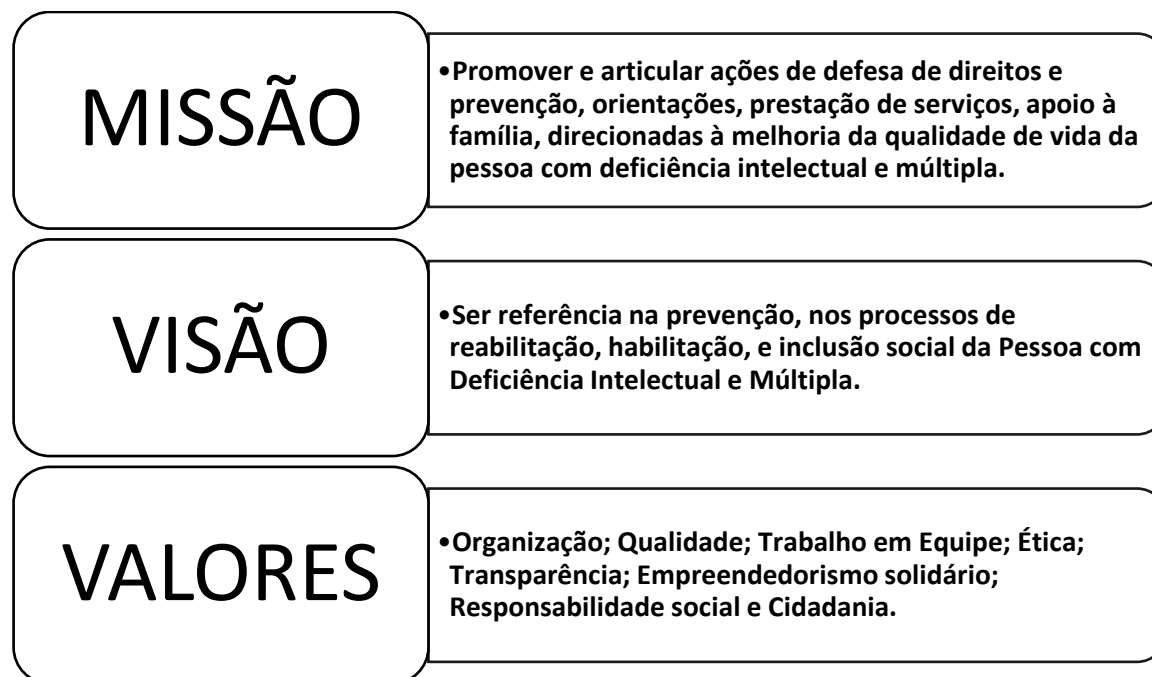 MISSÃO
•Promover e articular ações de defesa de direitos e
prevenção, orientações, prestação de serviços, apoio à
família, direcionadas à melhoria da qualidade de vida da
pessoa com deficiência intelectual e múltipla.
VISÃO
•Ser referência na prevenção, nos processos de
reabilitação, habilitação, e inclusão social da Pessoa com
Deficiência Intelectual e Múltipla.
VALORES
•Organização; Qualidade; Trabalho em Equipe; Ética;
Transparência; Empreendedorismo solidário;
Responsabilidade social e Cidadania.